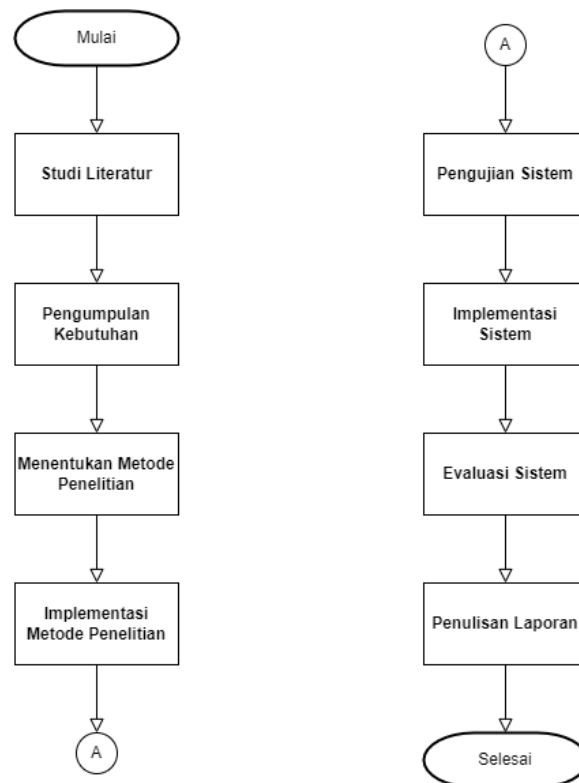 Mulai
Studi Literatur
Pengumpulan
Kebutuhan
Menentukan Metode
Penelitian
Implementasi
Metode Penelitian
A
A
Pengujian Sistem
Implementasi
Sistem
Evaluasi Sistem
Penulisan Laporan
Selesai